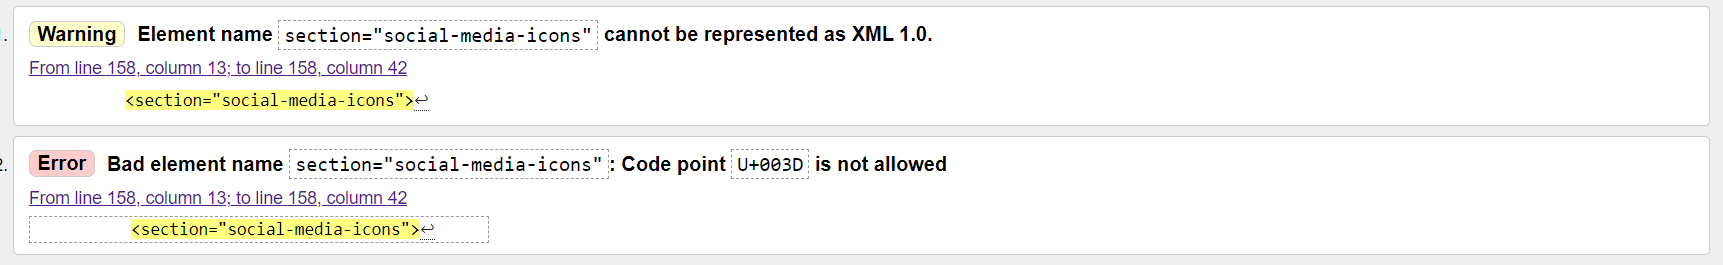 1. Warning Element name section="social-media-icons" cannot be represented as XML 1.0.
From line 158, column 13; to line 158, column 42
<section="social-media-icons">↩
2. Error Bad element name section="social-media-icons": Code point U+003D is not allowed
From line 158, column 13; to line 158, column 42
<section="social-media-icons">↩